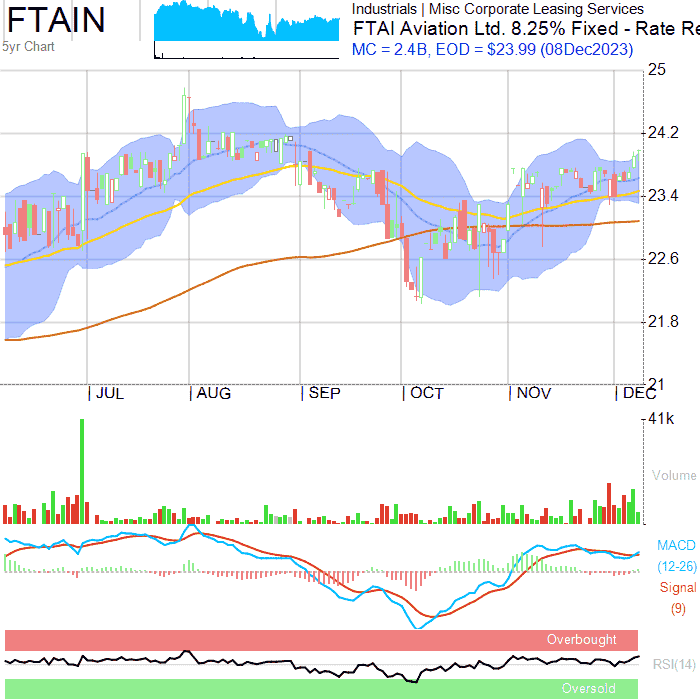 FTAIN
5yr Chart
Industrials | Misc Corporate Leasing Services
FTAI Aviation Ltd. 8.25% Fixed - Rate Re
MC = 2.4B, EOD = $23.99 (08Dec2023)
25
24.2
23.4
22.6
21.8
21
JUL AUG SEP OCT NOV DEC
41k
Volume
MACD
(12-26)
Signal
(9)
Overbought
RSI(14)
Oversold